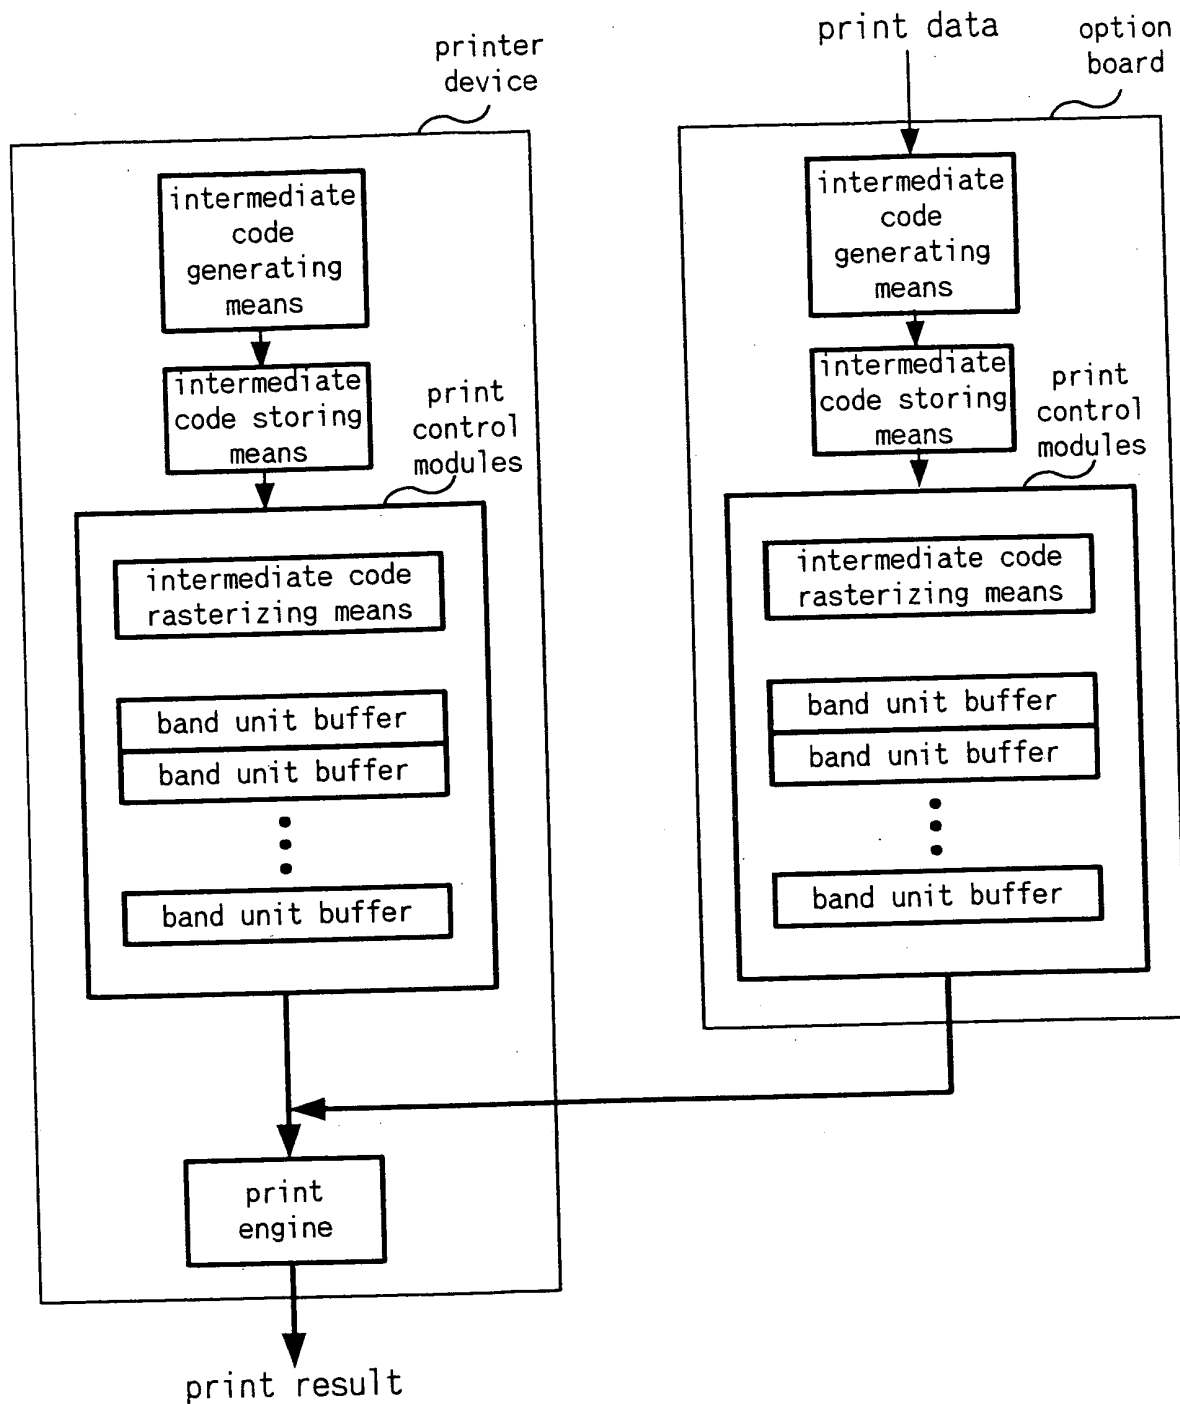 printer
device
intermediate
code
generating
means
intermediate
code storing
means
print
control
modules
intermediate code
rasterizing means
band unit buffer
band unit buffer
band unit buffer
print
engine
print result
print data
option
board
intermediate
code
generating
means
intermediate
code storing
means
print
control
modules
intermediate code
rasterizing means
band unit buffer
band unit buffer
band unit buffer